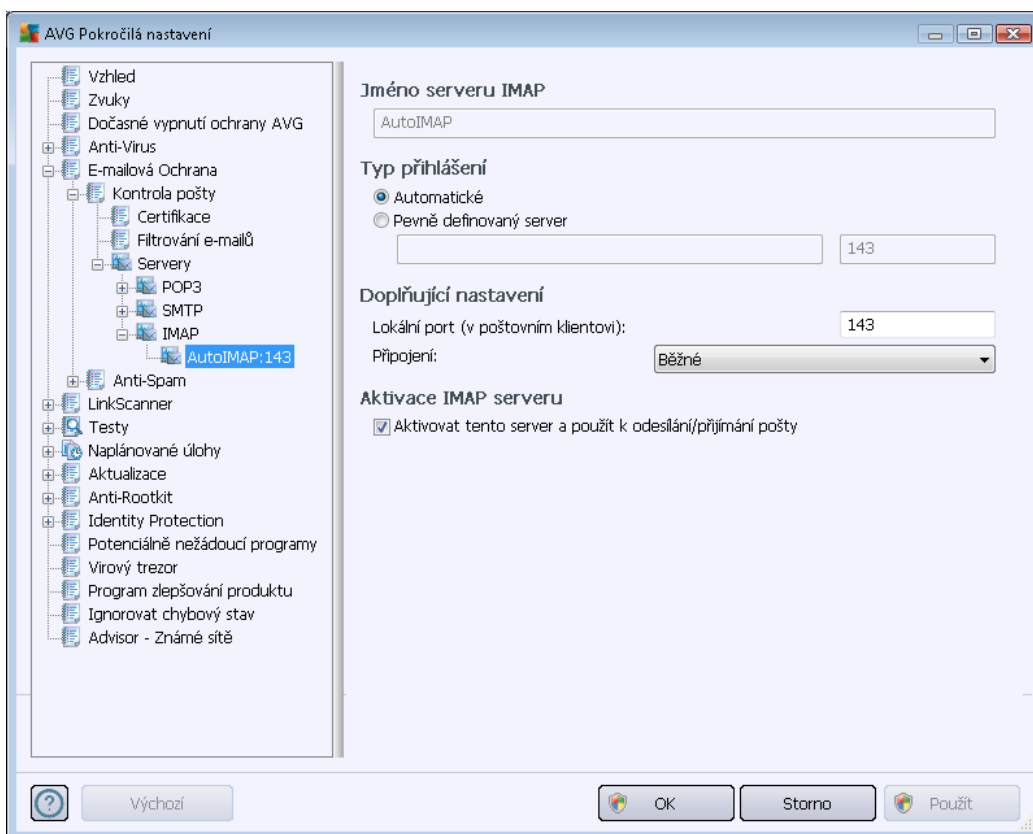 AVG Pokročilá nastavení
Vzhled
Zvuky
Dočasné vypnutí ochrany AVG
Anti-Virus
E-mailová Ochrana
Kontrola pošty
Certifikace
Filtrování e-mailů
Servery
POP3
SMTP
IMAP
AutoIMAP:143
Anti-Spam
LinkScanner
Testy
Naplánované úlohy
Aktualizace
Anti-Rootkit
Identity Protection
Potenciálně nežádoucí programy
Virový trezor
Program zlepšování produktu
Ignorovat chybový stav
Advisor - Známé sítě
Jméno serveru IMAP
AutoIMAP
Typ přihlášení
Automatické
Pevně definovaný server
143
Doplňující nastavení
Lokální port (v poštovním klientovi): 143
Připojení: Běžné
Aktivace IMAP serveru
Aktivovat tento server a použít k odesílání/přijímání pošty
Výchozí OK Storno Použít